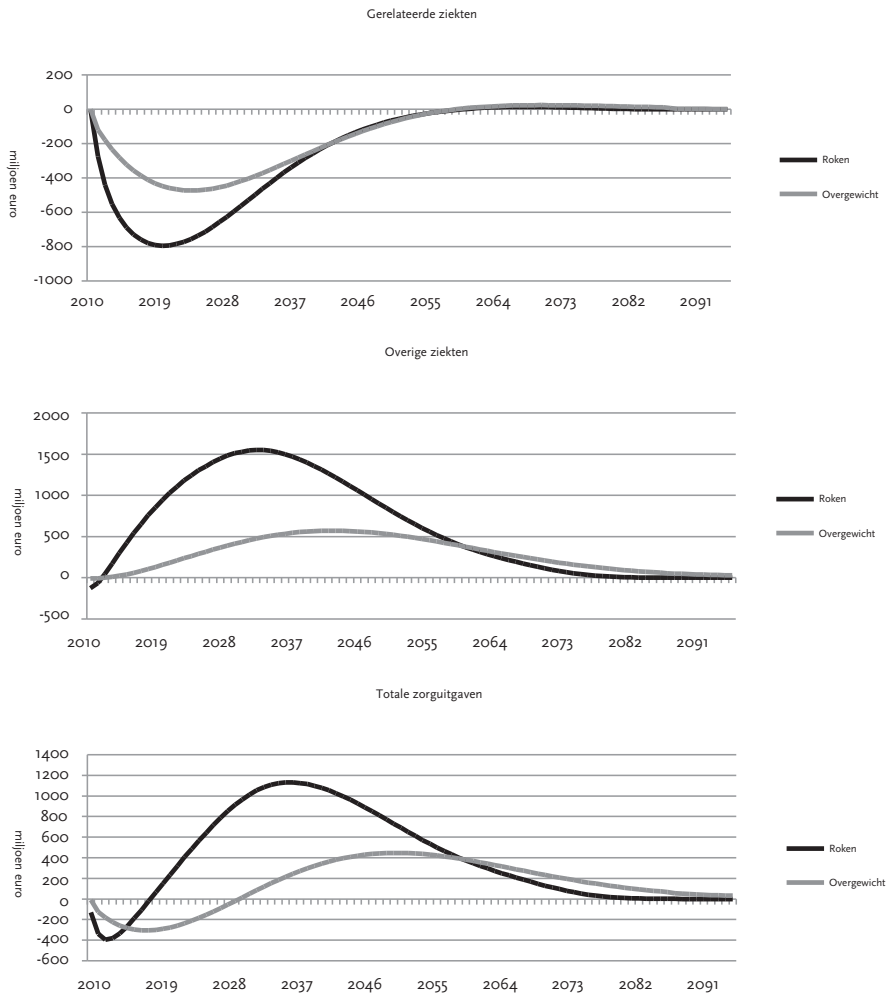 Gerelateerde ziekten
200
0
-200
-400
-600
-800
-1000
miljoen euro
2010 2019 2028 2037 2046 2055 2064 2073 2082 2091
Roken
Overgewicht
Overige ziekten
2000
1500
1000
500
0
-500
miljoen euro
2010 2019 2028 2037 2046 2055 2064 2073 2082 2091
Roken
Overgewicht
Totale zorguitgaven
1400
1200
1000
800
600
400
200
0
-200
-400
-600
miljoen euro
2010 2019 2028 2037 2046 2055 2064 2073 2082 2091
Roken
Overgewicht